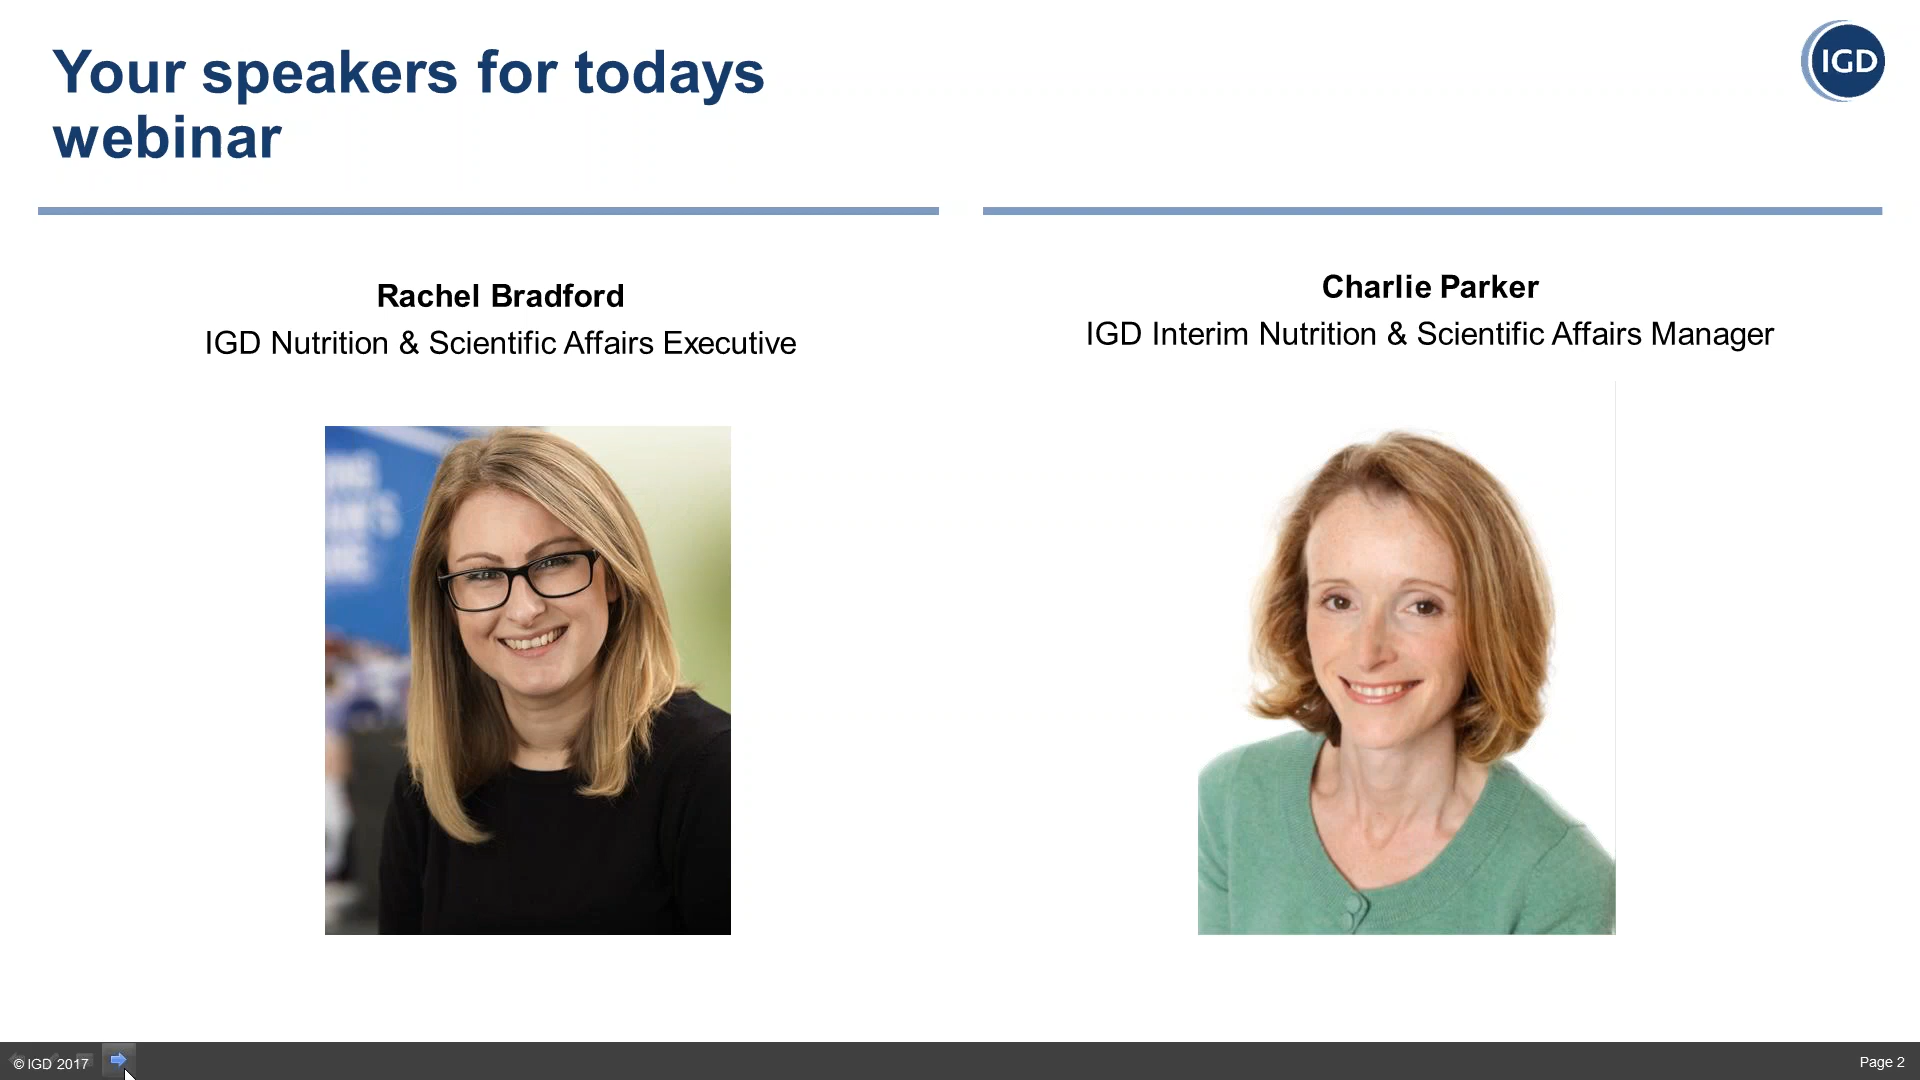 Your speakers for todays
webinar
IGD
Rachel Bradford
IGD Nutrition & Scientific Affairs Executive
Charlie Parker
IGD Interim Nutrition & Scientific Affairs Manager
© IGD 2017
Page 2